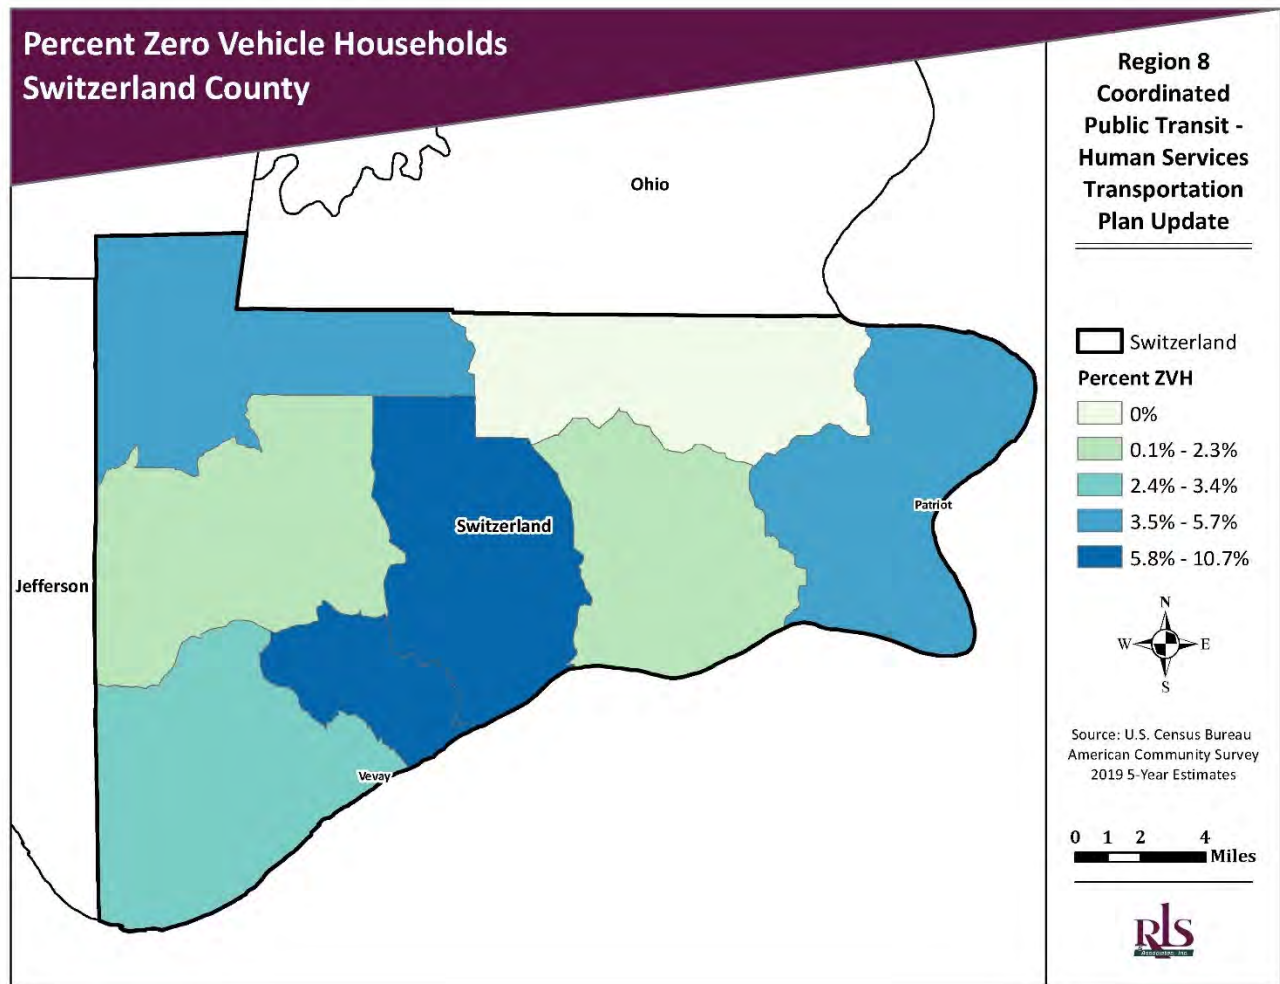 Percent Zero Vehicle Households
Switzerland County
Region 8
Coordinated
Public Transit -
Human Services
Transportation
Plan Update
Ohio
Switzerland
Patriot
Jefferson
Vevay
Switzerland
Percent ZVH
0%
0.1% - 2.3%
2.4% - 3.4%
3.5% - 5.7%
5.8% - 10.7%
N
W E
S
Source: U.S. Census Bureau
American Community Survey
2019 5-Year Estimates
0 1 2 4
Miles
RLS
& Associates, Inc.